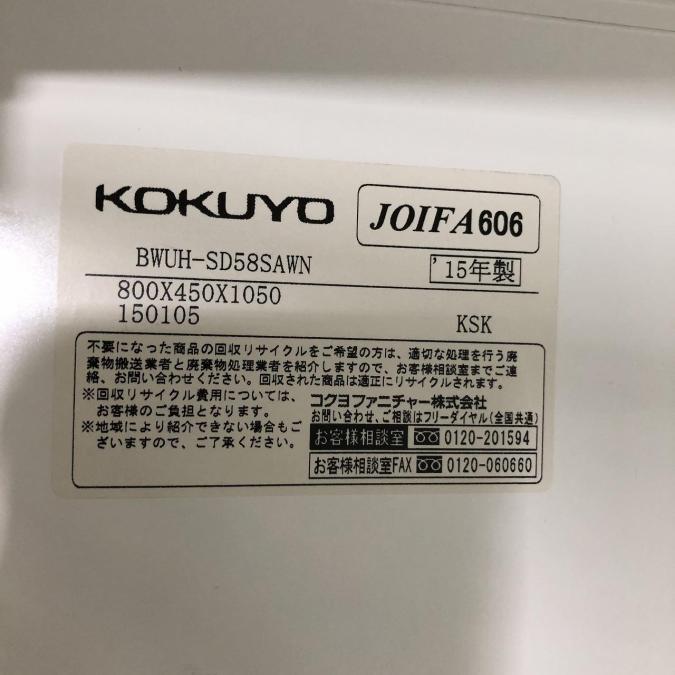 KOKUYO JOIFA606
BWUH-SD58SAWN '15年製
800X450X1050
150105 KSK
不要になった商品の回収リサイクルをご希望の方は、適切な処理を行う廃
棄物搬送業者と廃棄物処理業者を紹介しますので、お客様相談室までご連
絡、お問い合わせください。回収された商品は適正にリサイクルされます。
※回収リサイクル費用については、
お客様のご負担となります。
※地域により紹介できない場合もご
ざいますので、ご了承ください。
コクヨファニチャー株式会社
お問い合わせ、ご相談はフリーダイヤル(全国共通)
お客様相談室 0120-201594
お客様相談室FAX 0120-060660